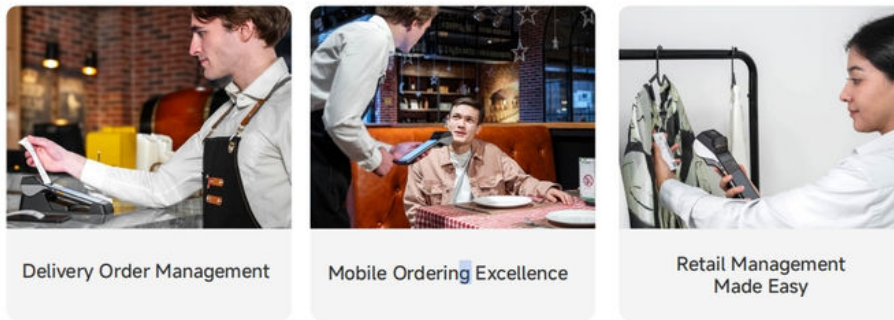 Delivery Order Management
Mobile Ordering Excellence
Retail Management
Made Easy